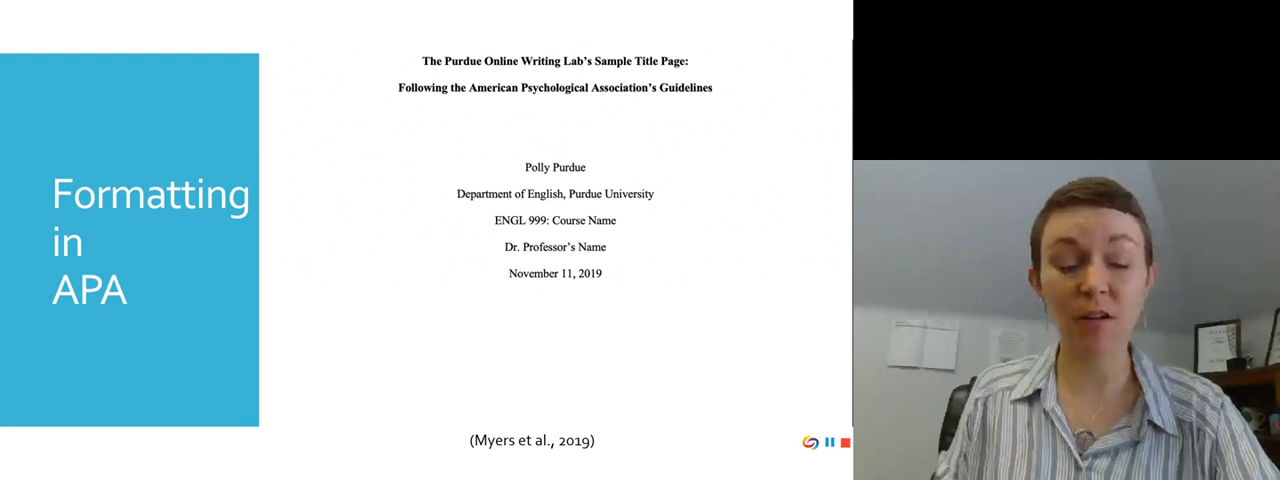 Formatting
in
APA
The Purdue Online Writing Lab's Sample Title Page:
Following the American Psychological Association's Guidelines
Polly Purdue
Department of English, Purdue University
ENGL 999: Course Name
Dr. Professor's Name
November 11, 2019
(Myers et al., 2019)